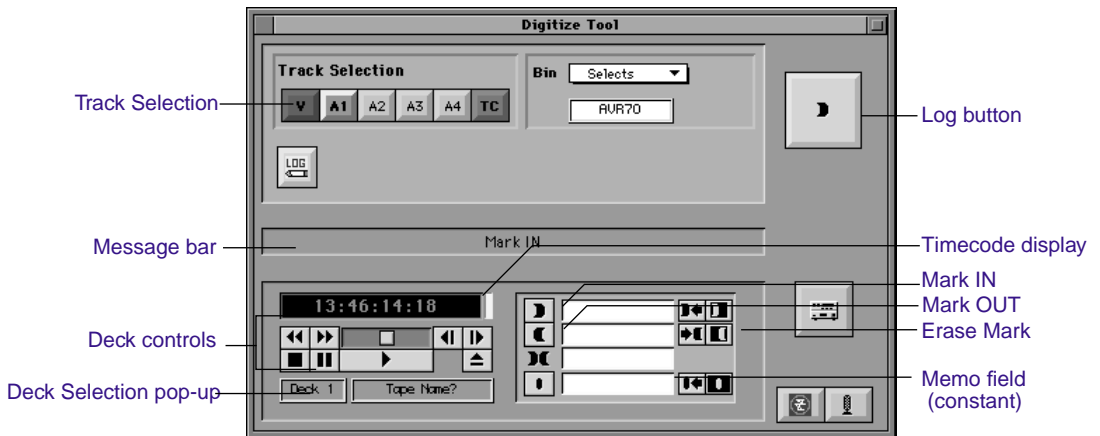 Digitize Tool
Track Selection
Bin Selects
V A1 A2 A3 A4 TC
AVR70
Track Selection
Log button
LOG
Message bar
Mark IN
Timecode display
Mark IN
13:46:14:18
Mark OUT
Erase Mark
Deck controls
Deck Selection pop-up
Deck 1
Tape Name?
Memo field
(constant)